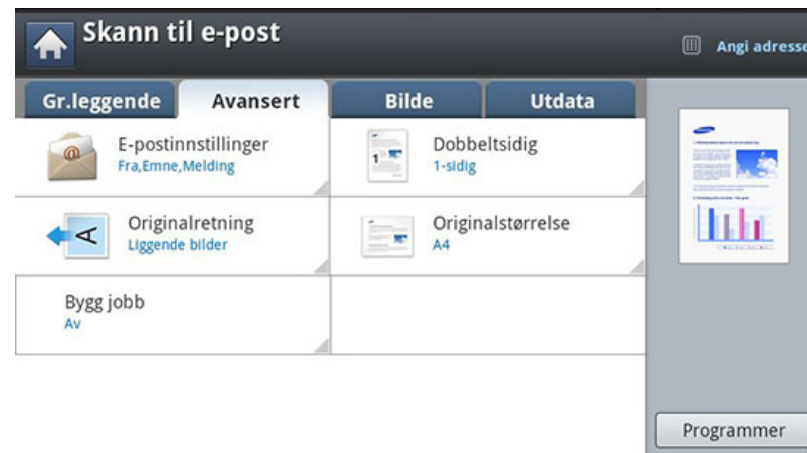 Skann til e-post
Angi adresse
Gr.leggende
Avansert
Bilde
Utdata
E-postinnstillinger
Fra,Emne,Melding
Dobbeltsidig
1-sidig
Originalretning
Liggende bilder
Originalstørrelse
A4
Bygg jobb
Av
Programmer